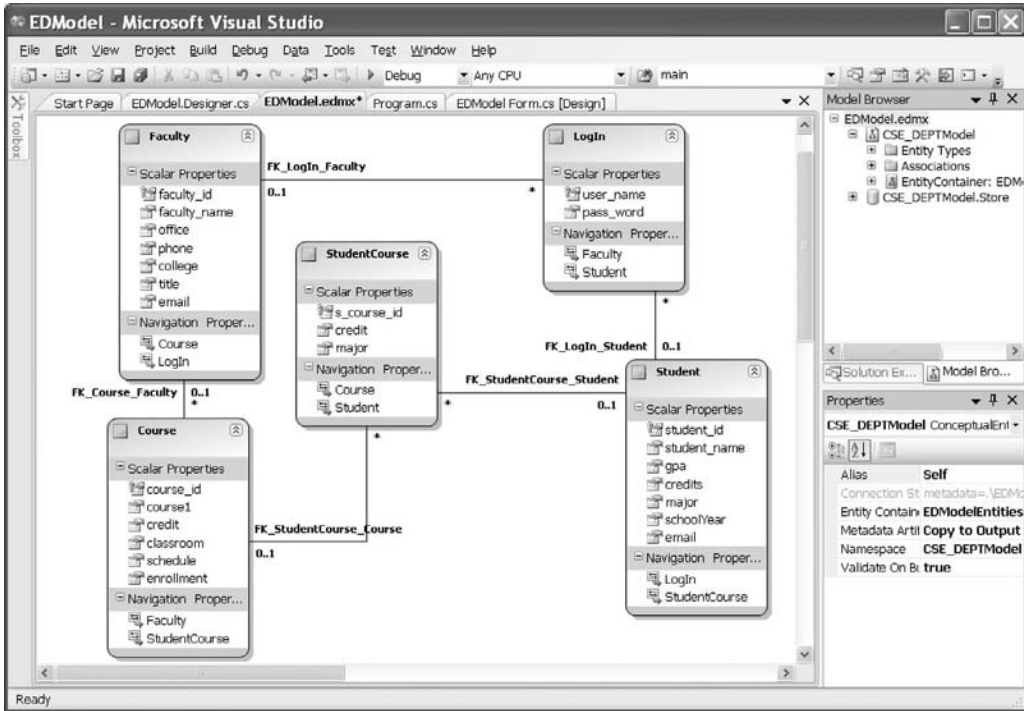 EDModel - Microsoft Visual Studio
File Edit View Project Build Debug Data Tools Test Window Help
Debug Any CPU main
Toolbox
Start Page EDModel.Designer.cs EDModel.edmx* Program.cs EDModel Form.cs [Design]
Faculty
Scalar Properties
faculty_id
faculty_name
office
phone
college
title
email
Navigation Proper...
Course
LogIn
FK_LogIn_Faculty
0..1
*
LogIn
Scalar Properties
user_name
pass_word
Navigation Proper...
Faculty
Student
*
FK_LogIn_Student 0..1
StudentCourse
Scalar Properties
s_course_id
credit
major
Navigation Proper...
Course
Student
*
FK_StudentCourse_Student
*
0..1
Student
Scalar Properties
student_id
student_name
gpa
credits
major
schoolYear
email
Navigation Proper...
LogIn
StudentCourse
FK_Course_Faculty 0..1
*
Course
Scalar Properties
course_id
course1
credit
classroom
schedule
enrollment
Navigation Proper...
Faculty
StudentCourse
FK_StudentCourse_Course
0..1
Model Browser
EDModel.edmx
CSE_DEPTModel
Entity Types
Associations
EntityContainer: EDM
CSE_DEPTModel.Store
Solution Ex... Model Bro...
Properties
CSE_DEPTModel ConceptualEnt
Alias Self
Connection St metadata=.\EDMo
Entity Contain EDModelEntities
Metadata Artif Copy to Output
Namespace CSE_DEPTModel
Validate On Bu true
Ready